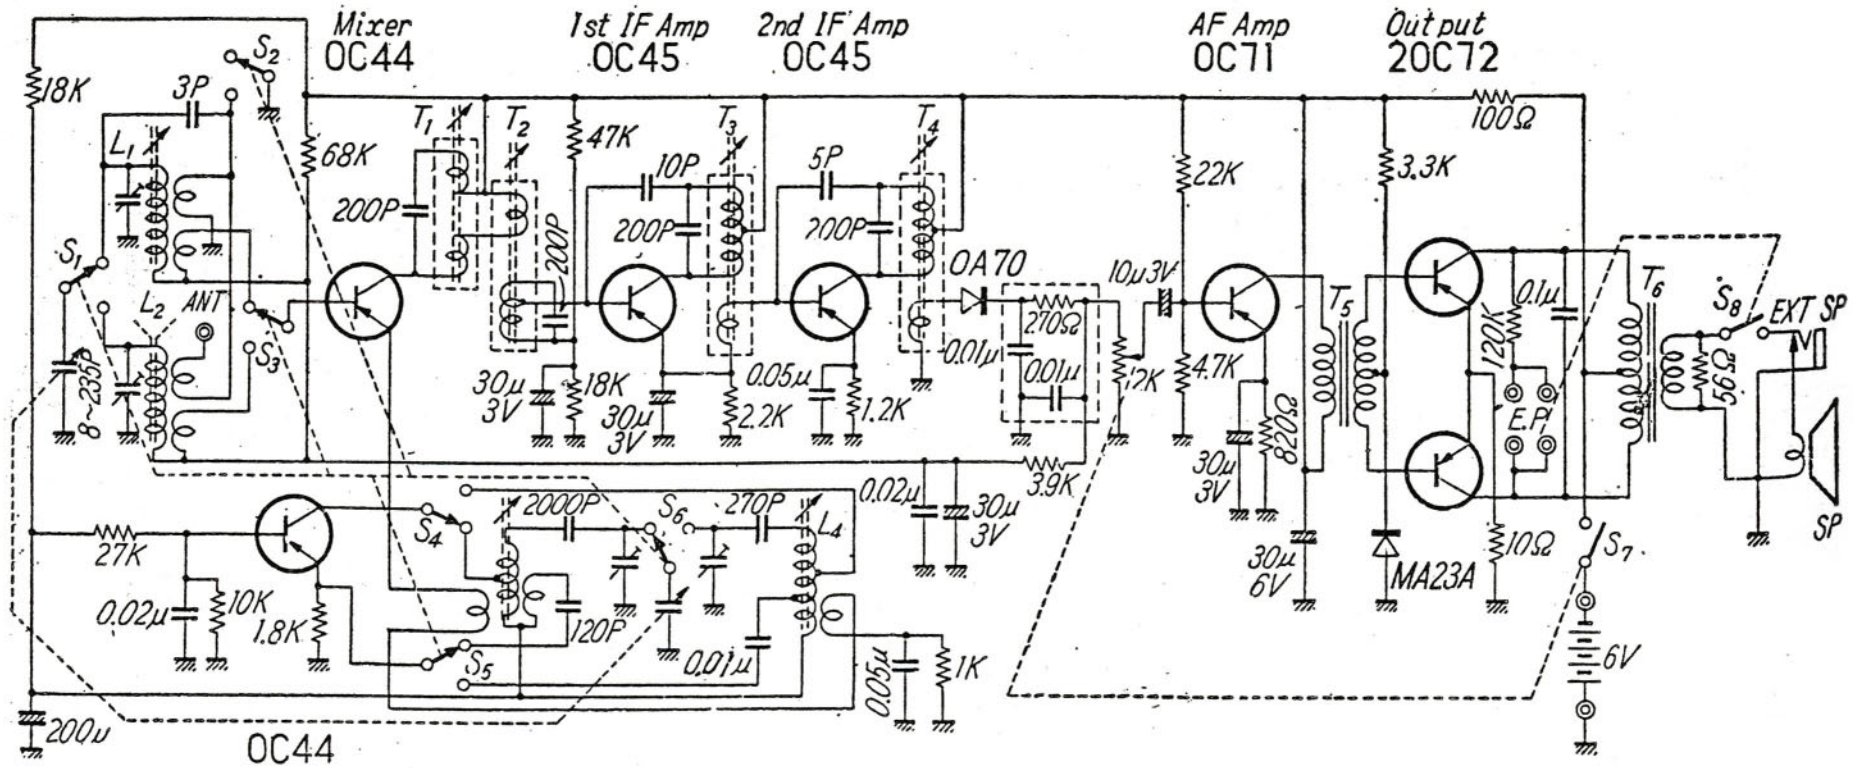 Mixer
OC44
1st IF Amp
OC45
2nd IF Amp
OC45
AF Amp
OC71
Output
2OC72
S2
18K
3P
L1
68K
T1
T2
47K
10P
T3
5P
T4
22K
100Ω
3.3K
200P
200P
200P
200P
S1
L2
ANT
S3
OA70
10μ3V
T5
T6
S8
EXT SP
8~235P
30μ
3V
18K
30μ
3V
2.2K
0.05μ
1.2K
0.01μ
270Ω
0.01μ
2K
4.7K
30μ
3V
820Ω
120K
0.1μ
E.P.
56Ω
SP
27K
0.02μ
10K
1.8K
S4
2000P
S6
270P
L4
0.02μ
30μ
3V
3.9K
30μ
6V
MA23A
10Ω
S7
120P
S5
0.01μ
0.05μ
1K
6V
200μ
OC44